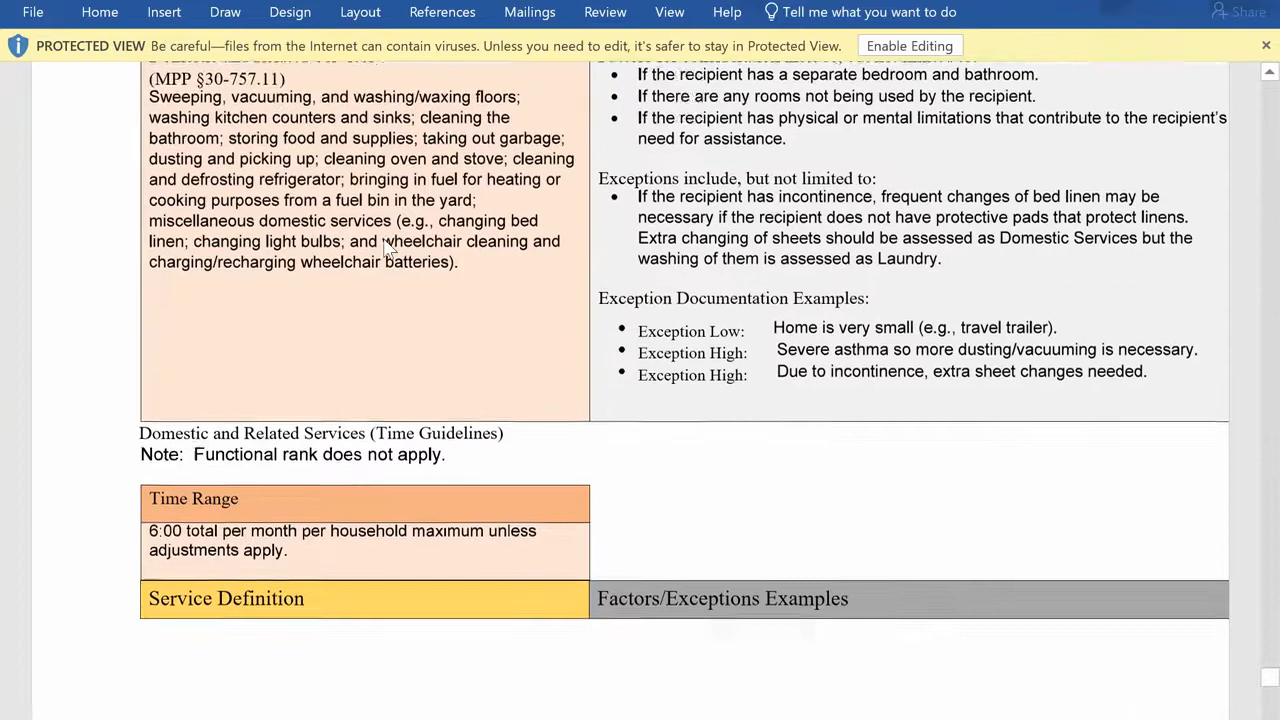 File Home Insert Draw Design Layout References Mailings Review View Help Tell me what you want to do Share
PROTECTED VIEW Be careful—files from the Internet can contain viruses. Unless you need to edit, it's safer to stay in Protected View. Enable Editing
(MPP §30-757.11)
Sweeping, vacuuming, and washing/waxing floors;
washing kitchen counters and sinks; cleaning the
bathroom; storing food and supplies; taking out garbage;
dusting and picking up; cleaning oven and stove; cleaning
and defrosting refrigerator; bringing in fuel for heating or
cooking purposes from a fuel bin in the yard;
miscellaneous domestic services (e.g., changing bed
linen; changing light bulbs; and wheelchair cleaning and
charging/recharging wheelchair batteries).
• If the recipient has a separate bedroom and bathroom.
• If there are any rooms not being used by the recipient.
• If the recipient has physical or mental limitations that contribute to the recipient's
need for assistance.
Exceptions include, but not limited to:
• If the recipient has incontinence, frequent changes of bed linen may be
necessary if the recipient does not have protective pads that protect linens.
Extra changing of sheets should be assessed as Domestic Services but the
washing of them is assessed as Laundry.
Exception Documentation Examples:
• Exception Low: Home is very small (e.g., travel trailer).
• Exception High: Severe asthma so more dusting/vacuuming is necessary.
• Exception High: Due to incontinence, extra sheet changes needed.
Domestic and Related Services (Time Guidelines)
Note: Functional rank does not apply.
Time Range
6:00 total per month per household maximum unless
adjustments apply.
Service Definition
Factors/Exceptions Examples